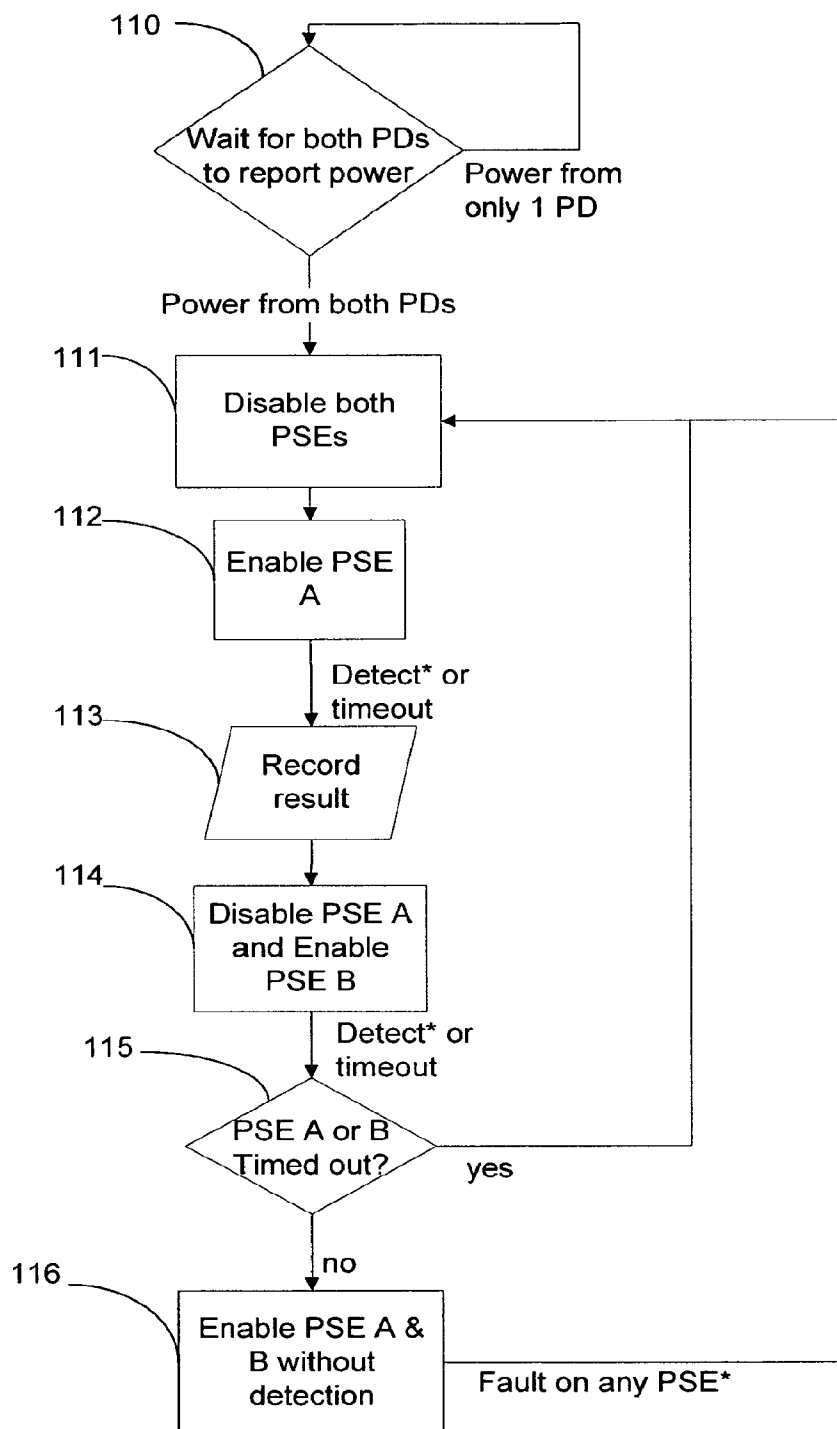 110
Wait for both PDs
to report power
Power from
only 1 PD
Power from both PDs
111
Disable both
PSEs
112
Enable PSE
A
Detect* or
timeout
113
Record
result
114
Disable PSE A
and Enable
PSE B
Detect* or
timeout
115
PSE A or B
Timed out?
yes
no
116
Enable PSE A &
B without
detection
Fault on any PSE*